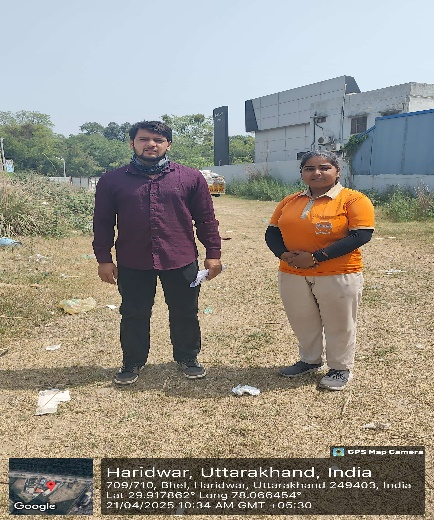 GPS Map Camera
Haridwar, Uttarakhand, India
709/710, Bhel, Haridwar, Uttarakhand 249403, India
Lat 29.917862° Long 78.066454°
21/04/2025 10:34 AM GMT +05:30
Google